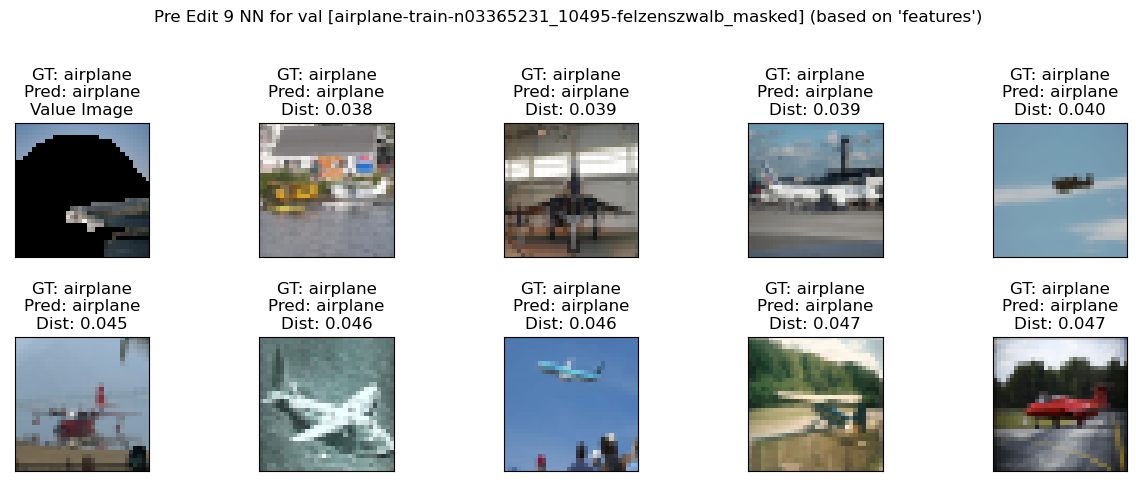 Pre Edit 9 NN for val [airplane-train-n03365231_10495-felzenszwalb_masked] (based on 'features')
GT: airplane
Pred: airplane
Value Image
GT: airplane
Pred: airplane
Dist: 0.038
GT: airplane
Pred: airplane
Dist: 0.039
GT: airplane
Pred: airplane
Dist: 0.039
GT: airplane
Pred: airplane
Dist: 0.040
GT: airplane
Pred: airplane
Dist: 0.045
GT: airplane
Pred: airplane
Dist: 0.046
GT: airplane
Pred: airplane
Dist: 0.046
GT: airplane
Pred: airplane
Dist: 0.047
GT: airplane
Pred: airplane
Dist: 0.047